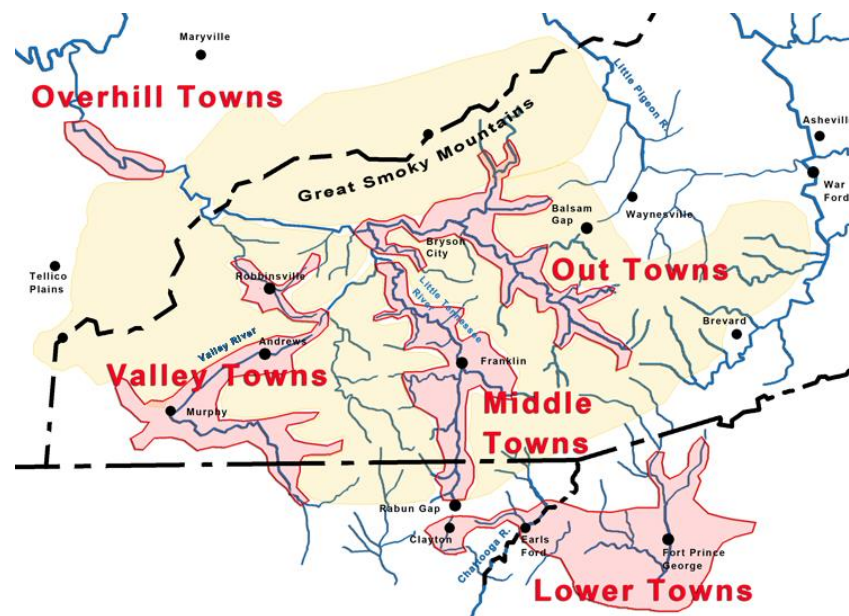 Maryville
Overhill Towns
Little Pigeon R.
Asheville
Great Smoky Mountains
War
Ford
Balsam
Gap
Waynesville
Bryson
City
Tellico
Plains
Robbinsville
Out Towns
Little Tennessee
River
Brevard
Valley River
Andrews
Franklin
Valley Towns
Murphy
Middle
Towns
Rabun Gap
Clayton
Chattooga R.
Earls
Ford
Fort Prince
George
Lower Towns